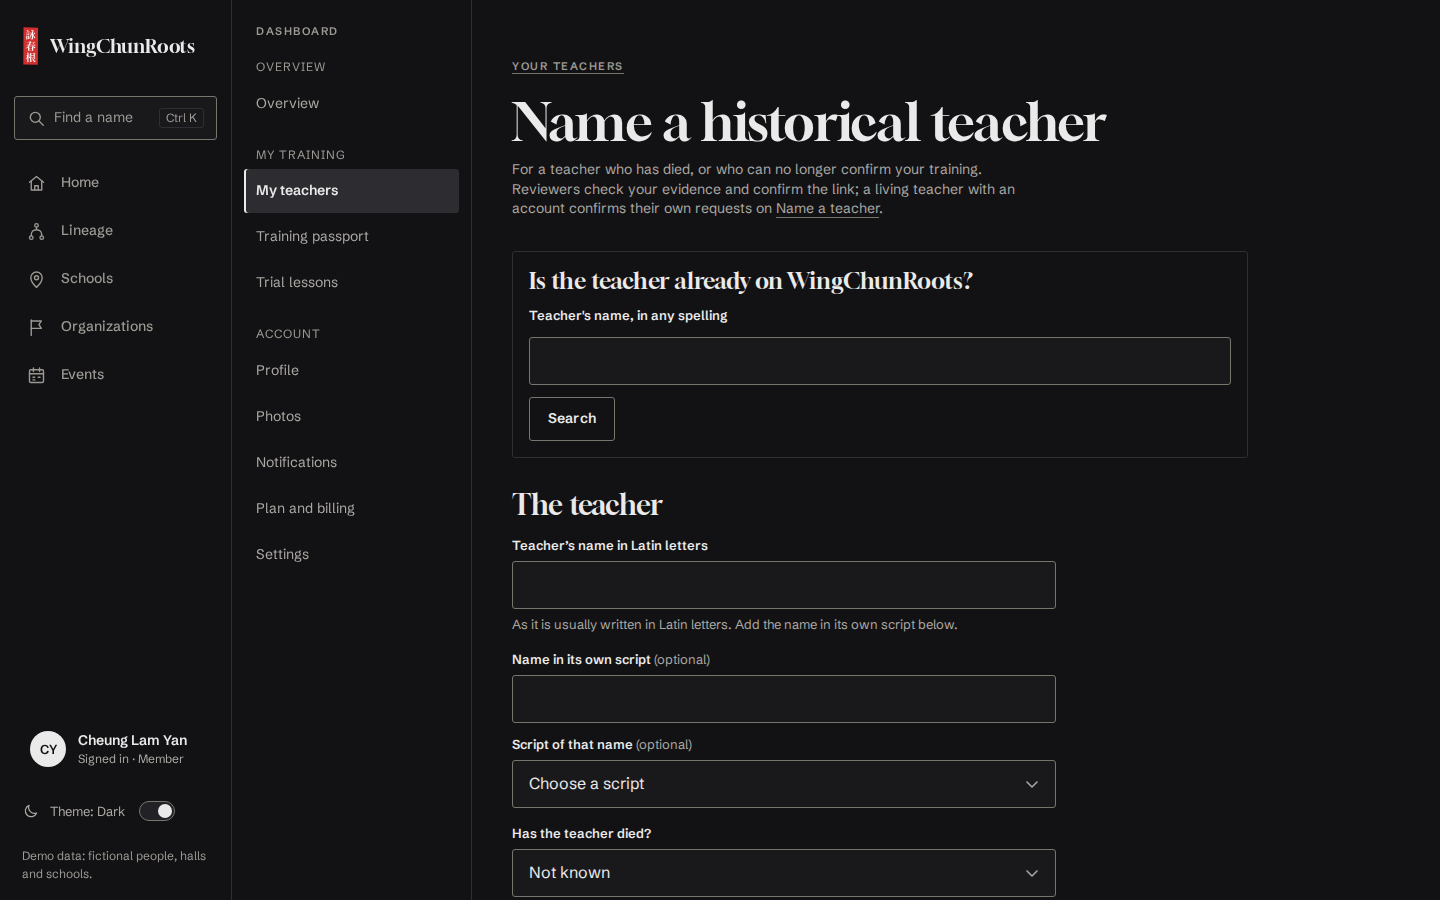 詠春根
WingChunRoots
Find a name
Ctrl K
Home
Lineage
Schools
Organizations
Events
CY
Cheung Lam Yan
Signed in · Member
Theme: Dark
Demo data: fictional people, halls
and schools.
DASHBOARD
OVERVIEW
Overview
MY TRAINING
My teachers
Training passport
Trial lessons
ACCOUNT
Profile
Photos
Notifications
Plan and billing
Settings
YOUR TEACHERS
Name a historical teacher
For a teacher who has died, or who can no longer confirm your training.
Reviewers check your evidence and confirm the link; a living teacher with an
account confirms their own requests on Name a teacher.
Is the teacher already on WingChunRoots?
Teacher's name, in any spelling
Search
The teacher
Teacher’s name in Latin letters
As it is usually written in Latin letters. Add the name in its own script below.
Name in its own script (optional)
Script of that name (optional)
Choose a script
Has the teacher died?
Not known